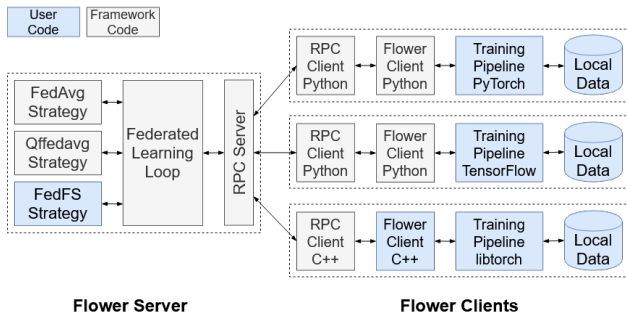 User
Code
Framework
Code
FedAvg
Strategy
Qffedavg
Strategy
FedFS
Strategy
Federated
Learning
Loop
RPC Server
RPC
Client
Python
Flower
Client
Python
Training
Pipeline
PyTorch
Local
Data
RPC
Client
Python
Flower
Client
Python
Training
Pipeline
TensorFlow
Local
Data
RPC
Client
C++
Flower
Client
C++
Training
Pipeline
libtorch
Local
Data
Flower Server
Flower Clients